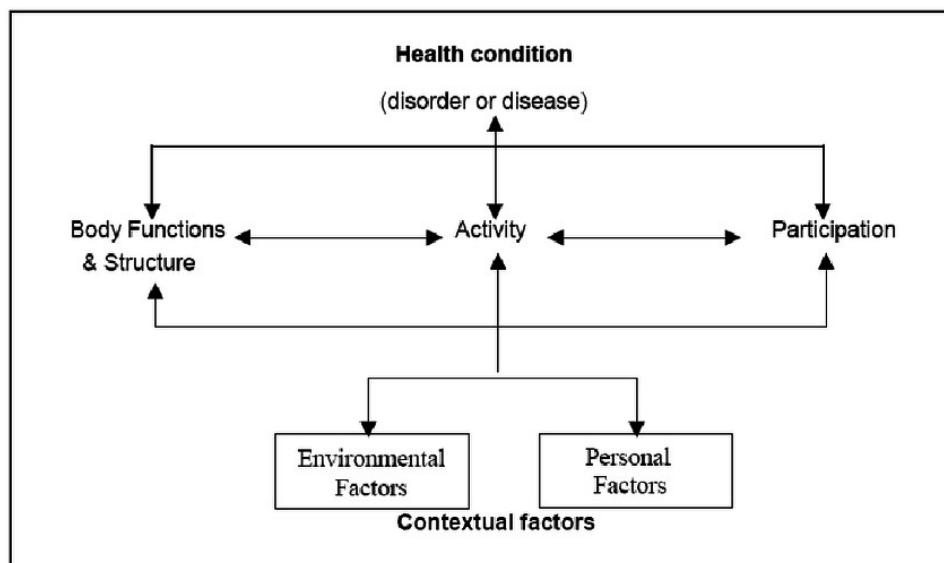 Health condition
(disorder or disease)
Body Functions
& Structure
Activity
Participation
Environmental
Factors
Personal
Factors
Contextual factors